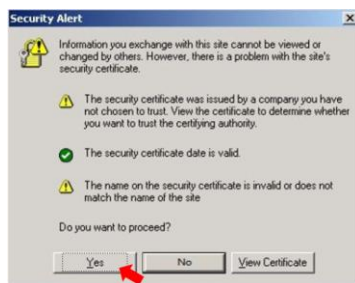 Security Alert
Information you exchange with this site cannot be viewed or
changed by others. However, there is a problem with the site's
security certificate.
The security certificate was issued by a company you have
not chosen to trust. View the certificate to determine whether
you want to trust the certifying authority.
The security certificate date is valid.
The name on the security certificate is invalid or does not
match the name of the site
Do you want to proceed?
Yes No View Certificate